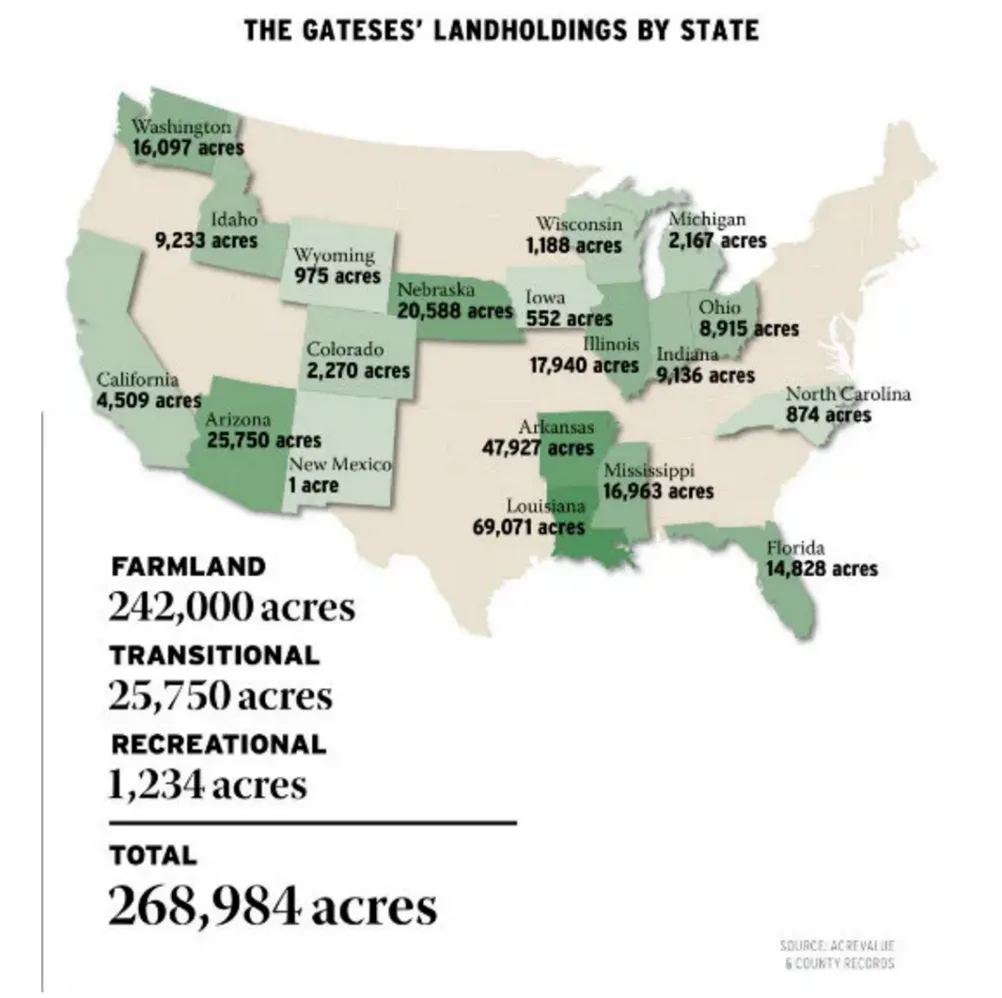 THE GATESES' LANDHOLDINGS BY STATE
Washington
16,097 acres
Idaho
9,233 acres
Wyoming
975 acres
Nebraska
20,588 acres
Wisconsin
1,188 acres
Michigan
2,167 acres
Iowa
552 acres
Ohio
8,915 acres
Illinois
17,940 acres
Indiana
9,136 acres
Colorado
2,270 acres
California
4,509 acres
Arizona
25,750 acres
New Mexico
1 acre
North Carolina
874 acres
Arkansas
47,927 acres
Mississippi
16,963 acres
Louisiana
69,071 acres
Florida
14,828 acres
FARMLAND
242,000 acres
TRANSITIONAL
25,750 acres
RECREATIONAL
1,234 acres
TOTAL
268,984 acres
SOURCE: ACREVALUE
& COUNTY RECORDS